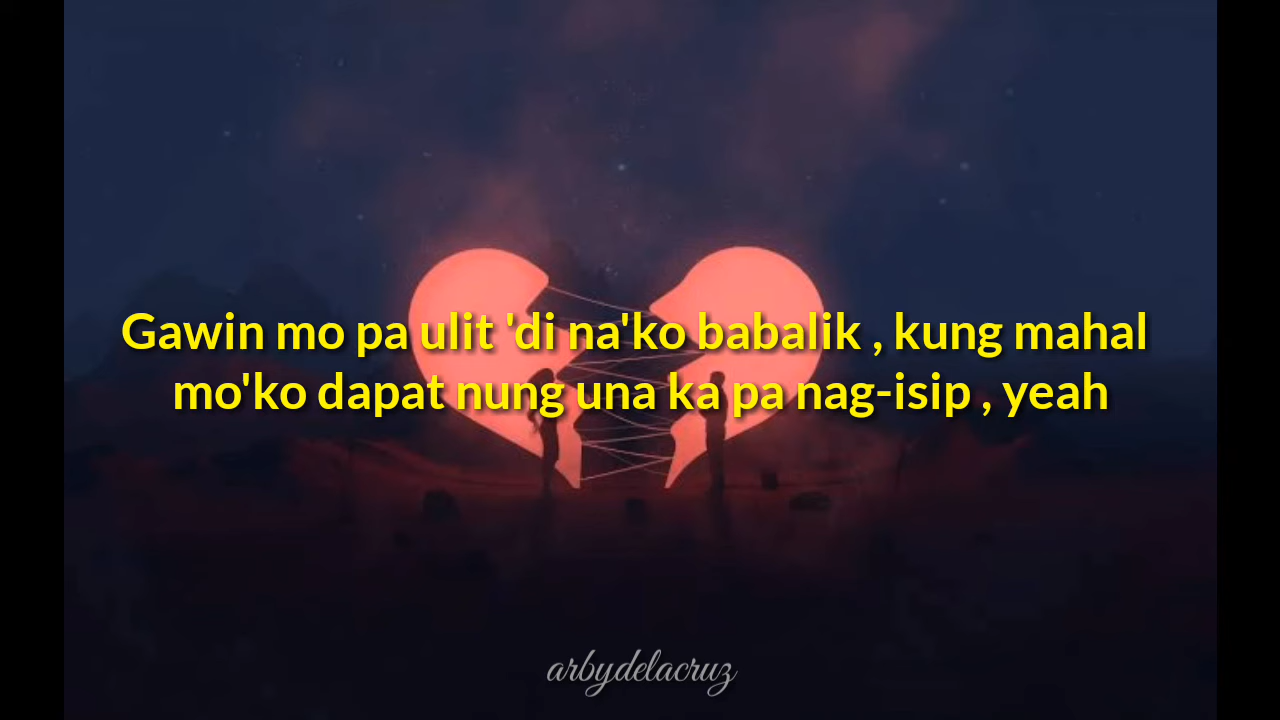 Gawin mo pa ulit 'di na'ko babalik , kung mahal
mo'ko dapat nung una ka pa nag-isip , yeah
arbydelacruz